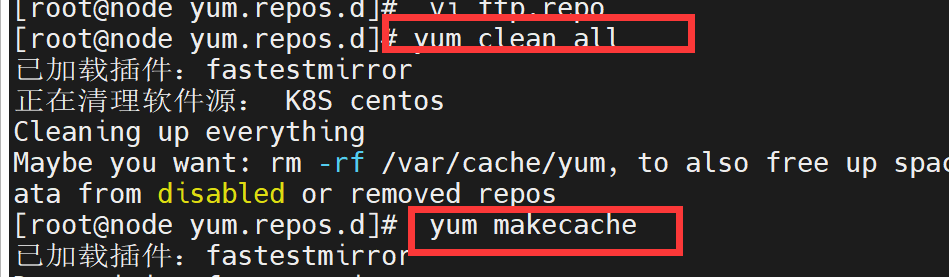 [root@node yum.repos.d]# vi ftp.repo
[root@node yum.repos.d]# yum clean all
已加载插件：fastestmirror
正在清理软件源： K8S centos
Cleaning up everything
Maybe you want: rm -rf /var/cache/yum, to also free up spac
ata from disabled or removed repos
[root@node yum.repos.d]# yum makecache
已加载插件：fastestmirror